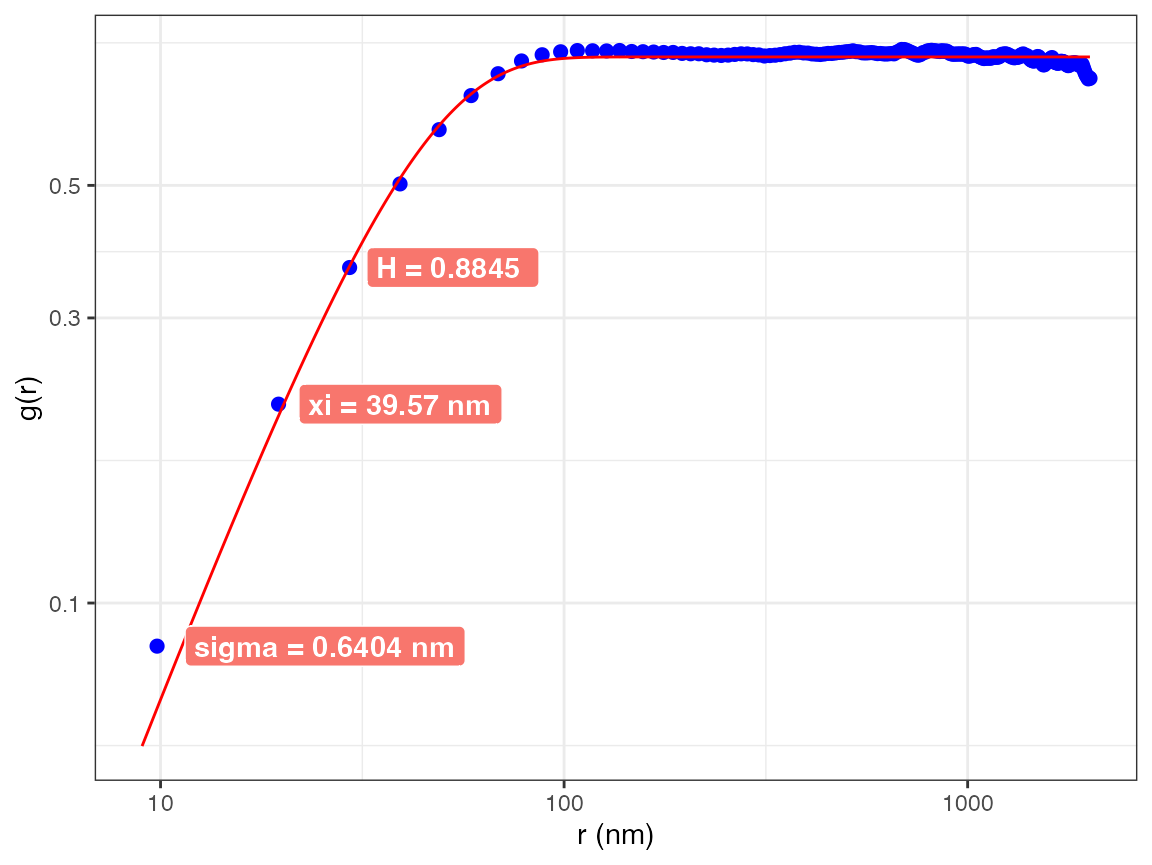 0.5
H = 0.8845
0.3
xi = 39.57 nm
g(r)
0.1
sigma = 0.6404 nm
10 100 1000
r (nm)